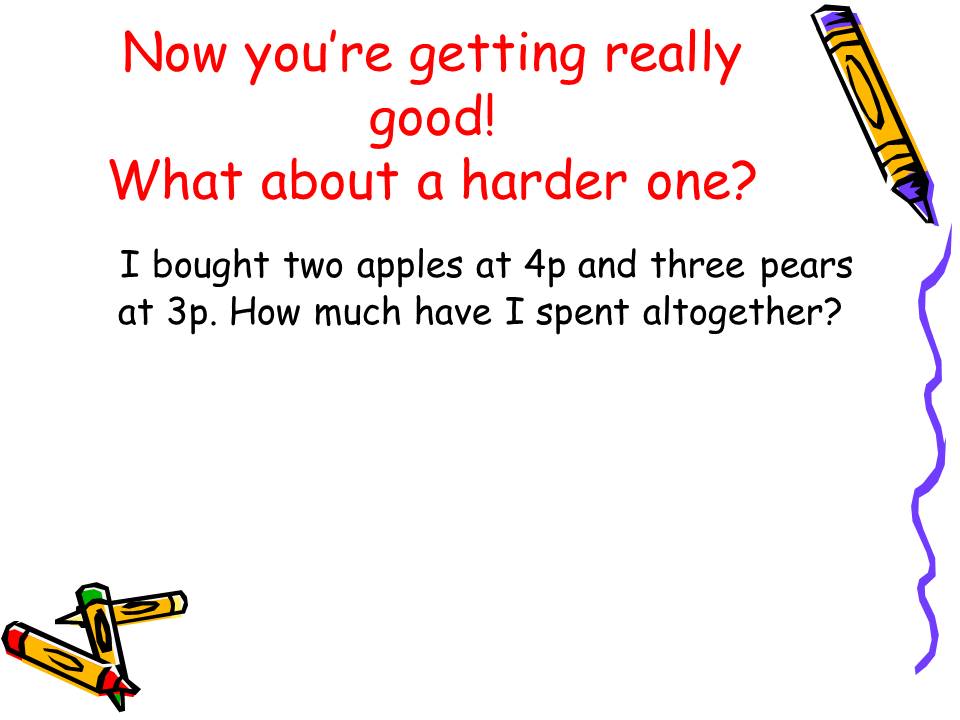 Now you’re getting really
good!
What about a harder one?
I bought two apples at 4p and three pears
at 3p. How much have I spent altogether?